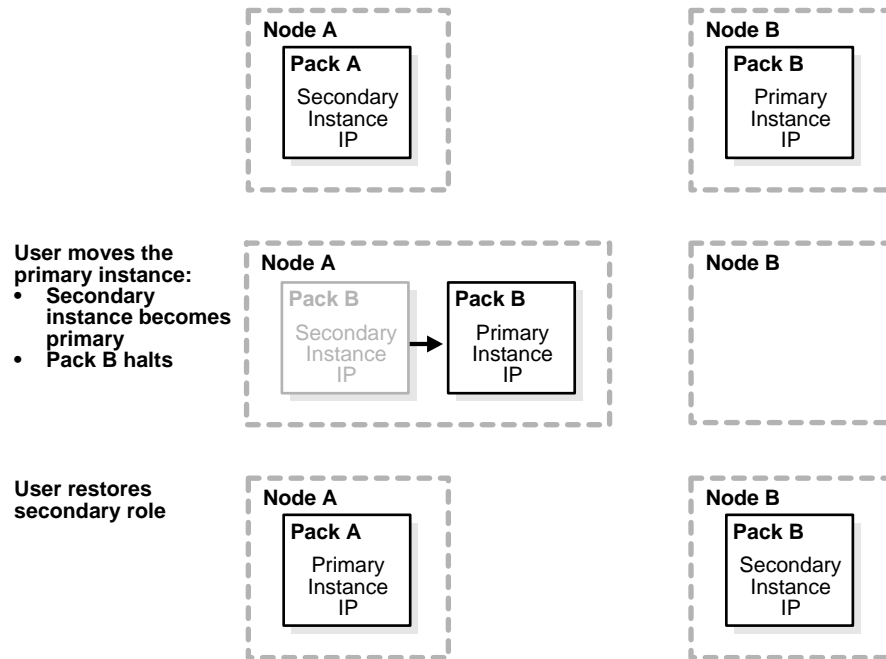 Node A
Pack A
Secondary
Instance
IP
Node B
Pack B
Primary
Instance
IP
User moves the
primary instance:
• Secondary
instance becomes
primary
• Pack B halts
Node A
Pack B
Secondary
Instance
IP
Pack B
Primary
Instance
IP
Node B
User restores
secondary role
Node A
Pack A
Primary
Instance
IP
Node B
Pack B
Secondary
Instance
IP